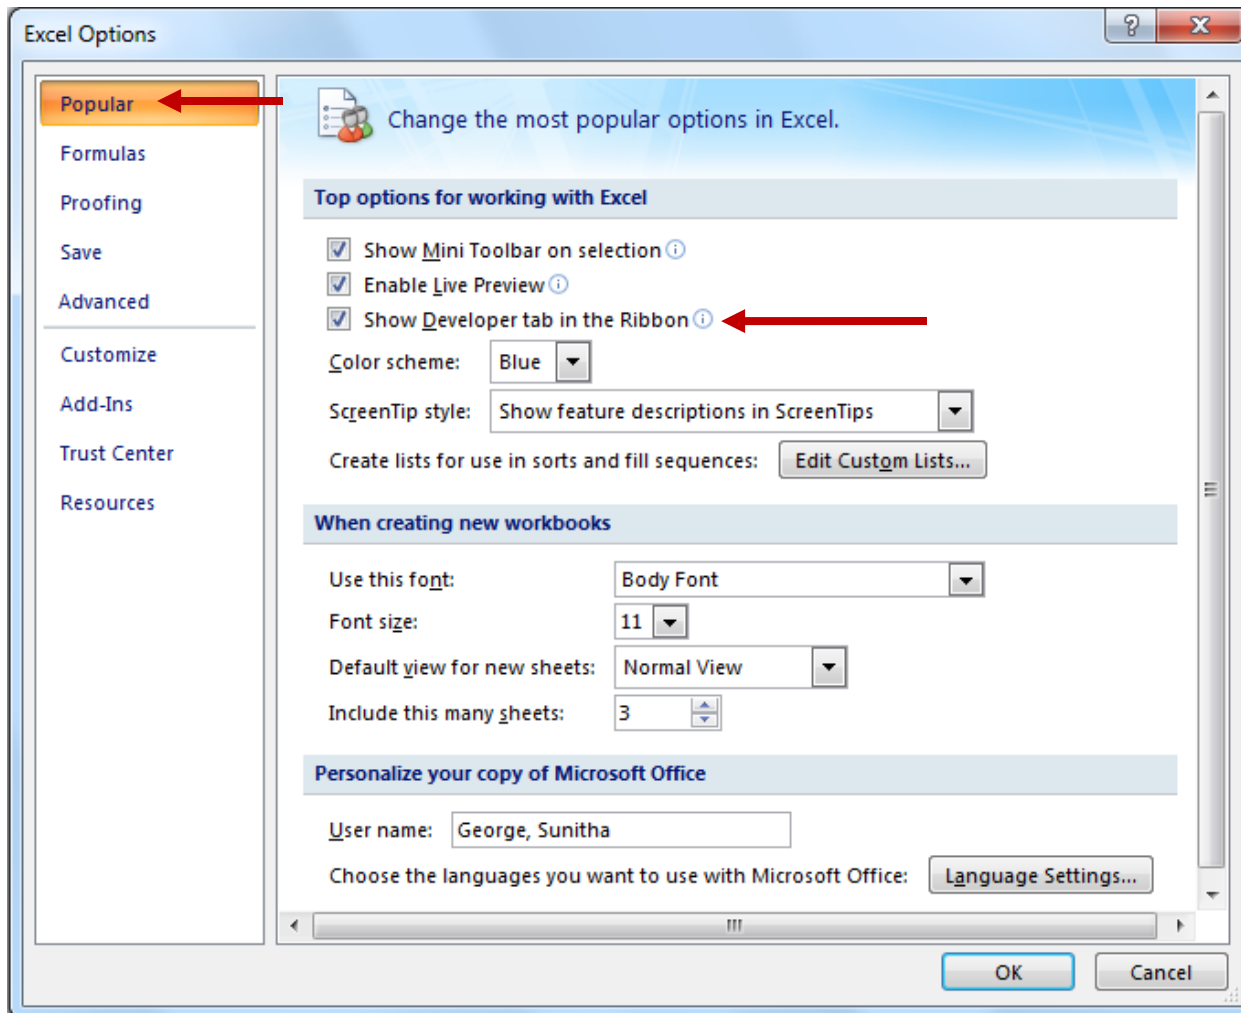 Excel Options
Popular
Formulas
Proofing
Save
Advanced
Customize
Add-Ins
Trust Center
Resources
Change the most popular options in Excel.
Top options for working with Excel
Show Mini Toolbar on selection
Enable Live Preview
Show Developer tab in the Ribbon
Color scheme: Blue
ScreenTip style: Show feature descriptions in ScreenTips
Create lists for use in sorts and fill sequences: Edit Custom Lists...
When creating new workbooks
Use this font: Body Font
Font size: 11
Default view for new sheets: Normal View
Include this many sheets: 3
Personalize your copy of Microsoft Office
User name: George, Sunitha
Choose the languages you want to use with Microsoft Office: Language Settings...
OK Cancel